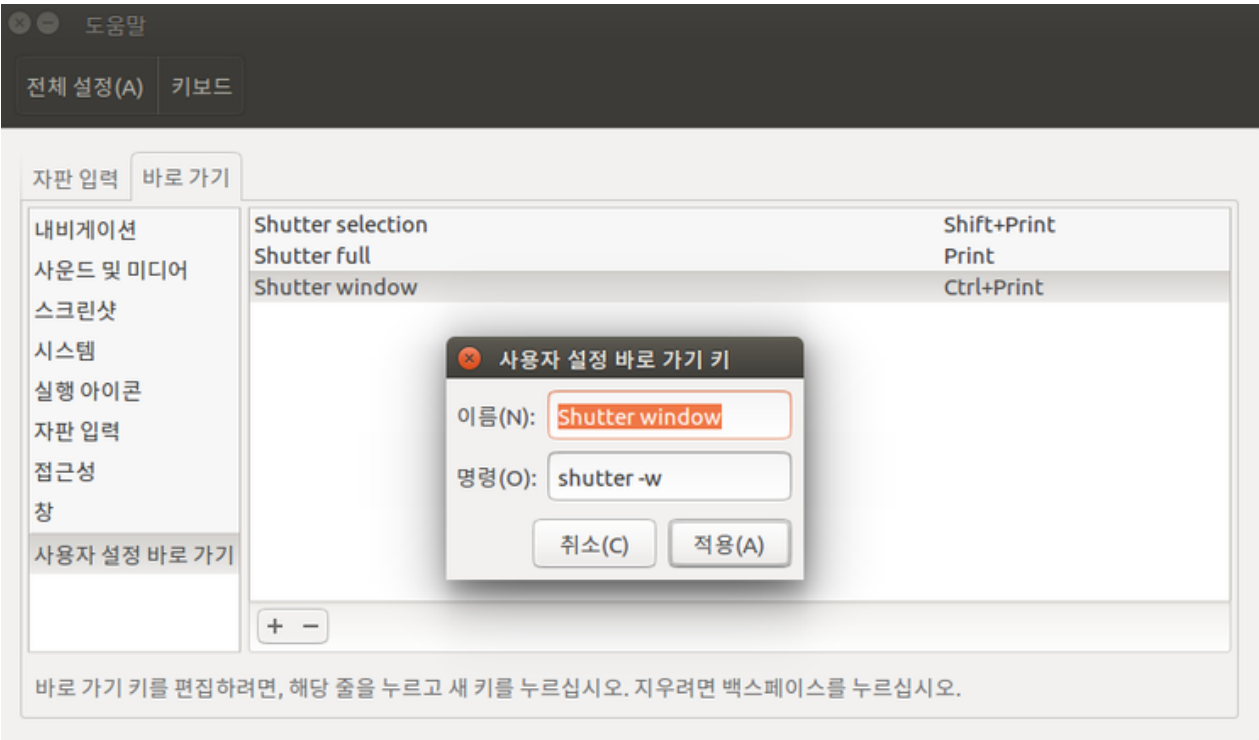 도움말
전체 설정(A) 키보드
자판 입력 바로 가기
내비게이션
사운드 및 미디어
스크린샷
시스템
실행 아이콘
자판 입력
접근성
창
사용자 설정 바로 가기
Shutter selection Shift+Print
Shutter full Print
Shutter window Ctrl+Print
사용자 설정 바로 가기 키
이름(N): Shutter window
명령(O): shutter -w
취소(C) 적용(A)
+ −
바로 가기 키를 편집하려면, 해당 줄을 누르고 새 키를 누르십시오. 지우려면 백스페이스를 누르십시오.